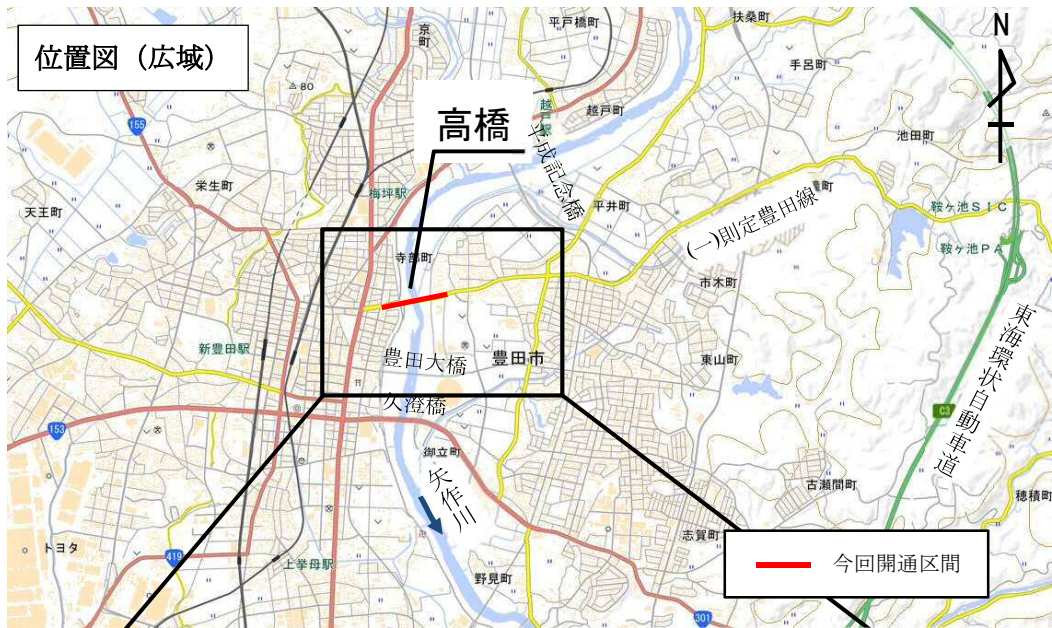 位置図（広域）
京町
平戸橋町
扶桑町
手呂町
N
80
155
高橋
越戸駅
越戸町
平成記念橋
池田町
栄生町
天王町
梅坪駅
平井町
(一)則定豊田線
町
鞍ヶ池SIC
鞍ヶ池PA
寺部町
市木町
新豊田駅
豊田大橋
豊田市
東山町
東海環状自動車道
久澄橋
C3
153
御立町
矢作川
古瀬間町
穂積町
トヨタ
419
上挙母駅
野見町
志賀町
今回開通区間
301